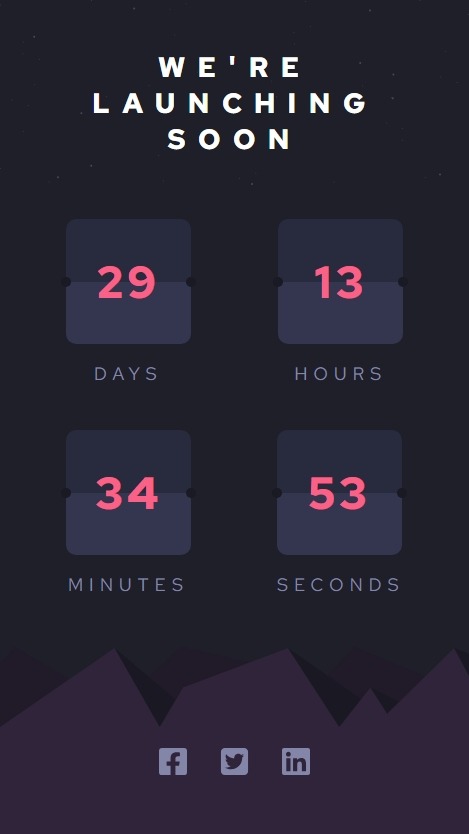 WE'RE
LAUNCHING
SOON
29
13
DAYS
HOURS
34
53
MINUTES
SECONDS